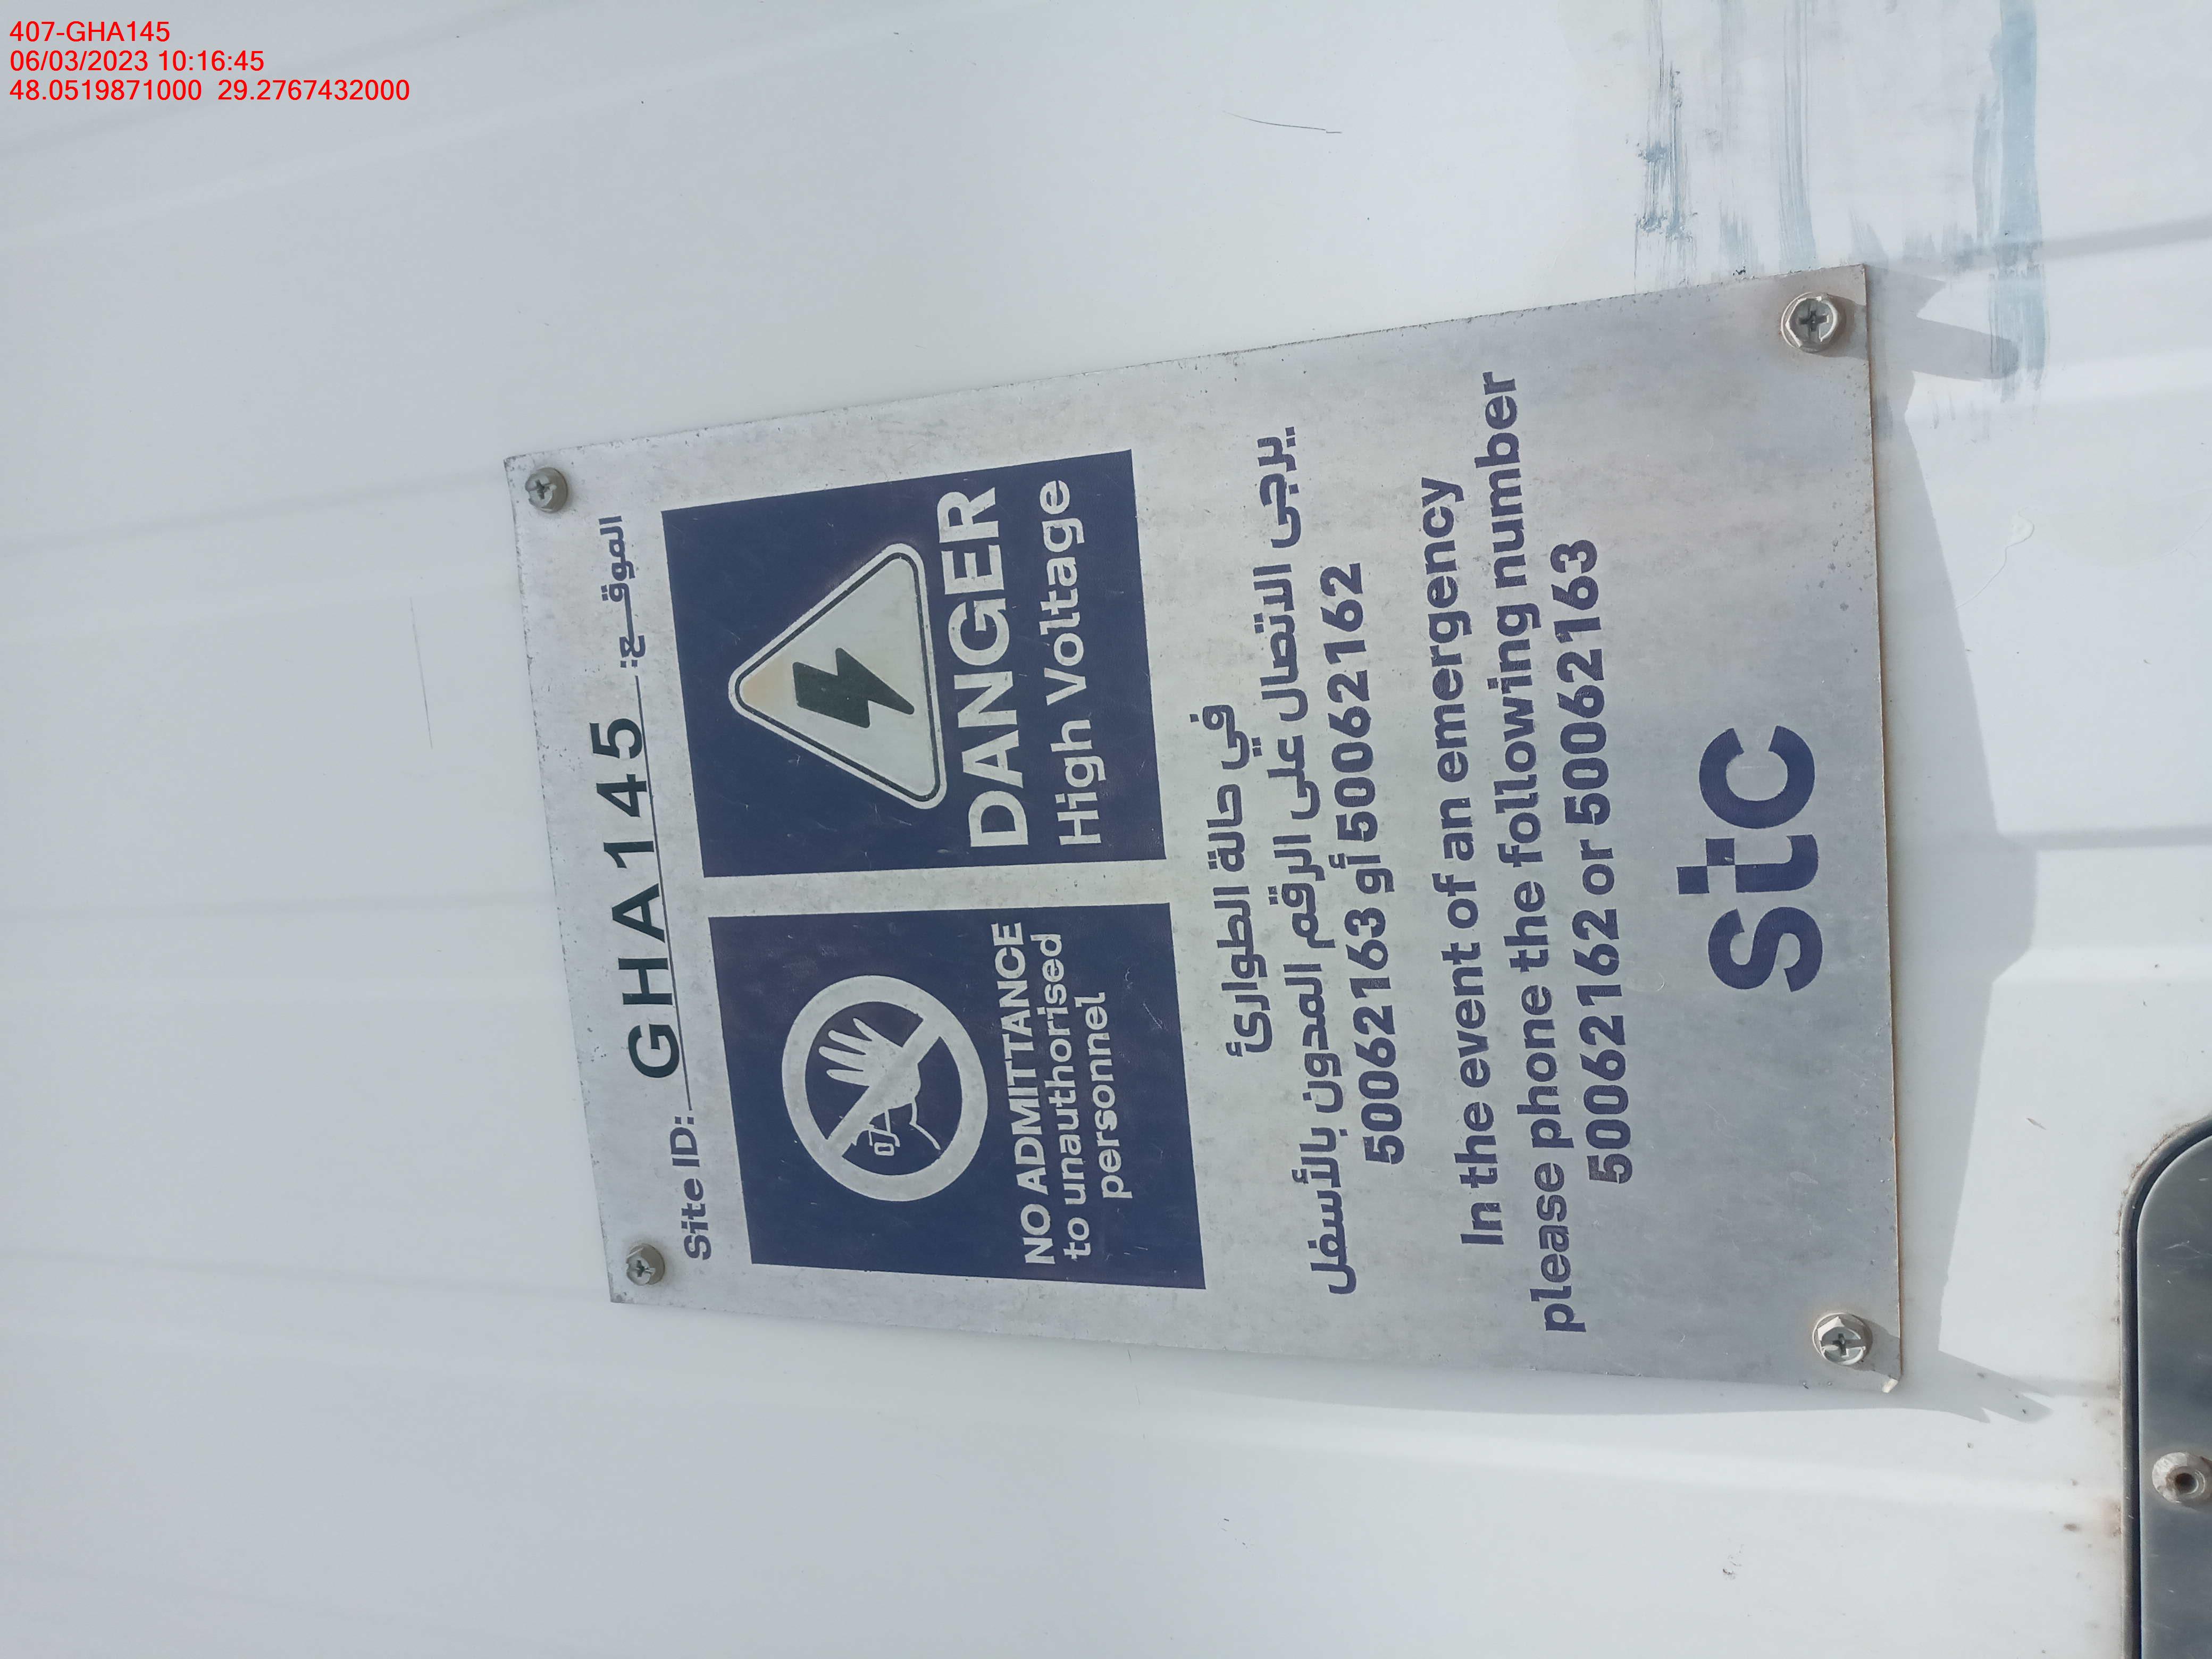 407-GHA145
06/03/2023 10:16:45
48.0519871000 29.2767432000
Site ID: GHA145 الموقـــع:
NO ADMITTANCE
to unauthorised
personnel
DANGER
High Voltage
في حالة الطوارئ
يرجى الاتصال على الرقم المدون بالأسفل
50062163 أو 50062162
In the event of an emergency
please phone the following number
50062162 or 50062163
stc